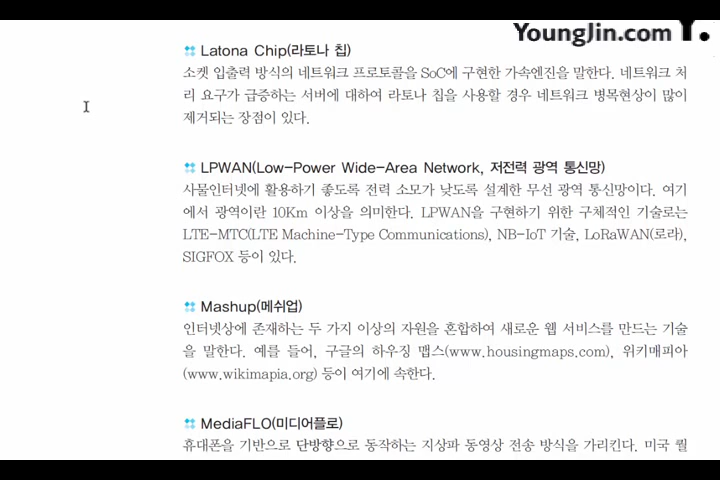 YoungJin.com Y.
Latona Chip(라토나 칩)
소켓 입출력 방식의 네트워크 프로토콜을 SoC에 구현한 가속엔진을 말한다. 네트워크 처
리 요구가 급증하는 서버에 대하여 라토나 칩을 사용할 경우 네트워크 병목현상이 많이
제거되는 장점이 있다.
LPWAN(Low-Power Wide-Area Network, 저전력 광역 통신망)
사물인터넷에 활용하기 좋도록 전력 소모가 낮도록 설계한 무선 광역 통신망이다. 여기
에서 광역이란 10Km 이상을 의미한다. LPWAN을 구현하기 위한 구체적인 기술로는
LTE-MTC(LTE Machine-Type Communications), NB-IoT 기술, LoRaWAN(로라),
SIGFOX 등이 있다.
Mashup(메쉬업)
인터넷상에 존재하는 두 가지 이상의 자원을 혼합하여 새로운 웹 서비스를 만드는 기술
을 말한다. 예를 들어, 구글의 하우징 맵스(www.housingmaps.com), 위키매피아
(www.wikimapia.org) 등이 여기에 속한다.
MediaFLO(미디어플로)
휴대폰을 기반으로 단방향으로 동작하는 지상파 동영상 전송 방식을 가리킨다. 미국 퀄